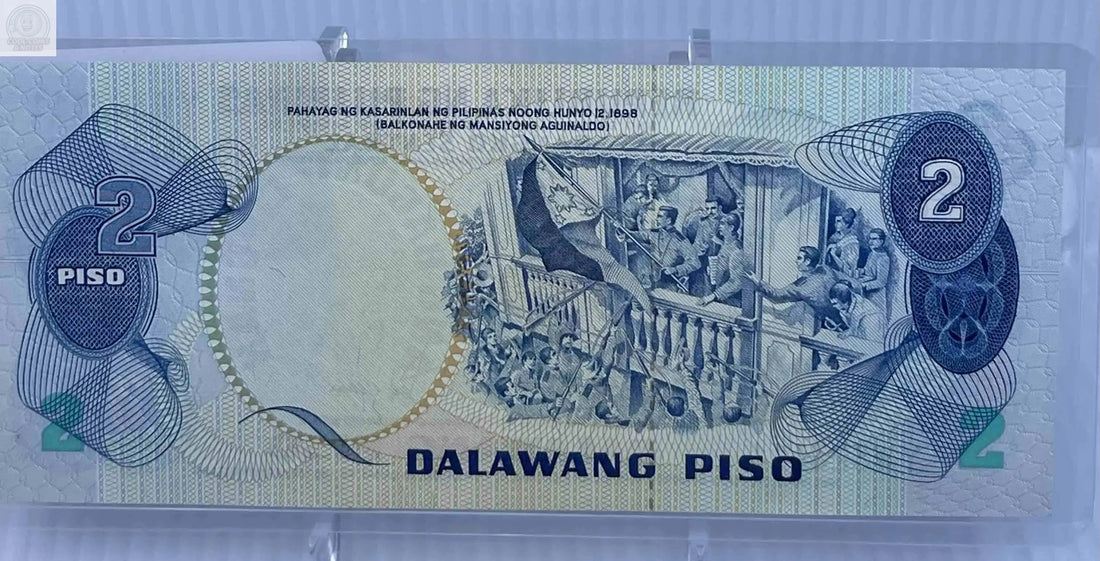 PAHAYAG NG KASARINLAN NG PILIPINAS NOONG HUNYO 12, 1898
(BALKONAHE NG MANSIYONG AGUINALDO)
2
PISO
2
2
2
DALAWANG PISO